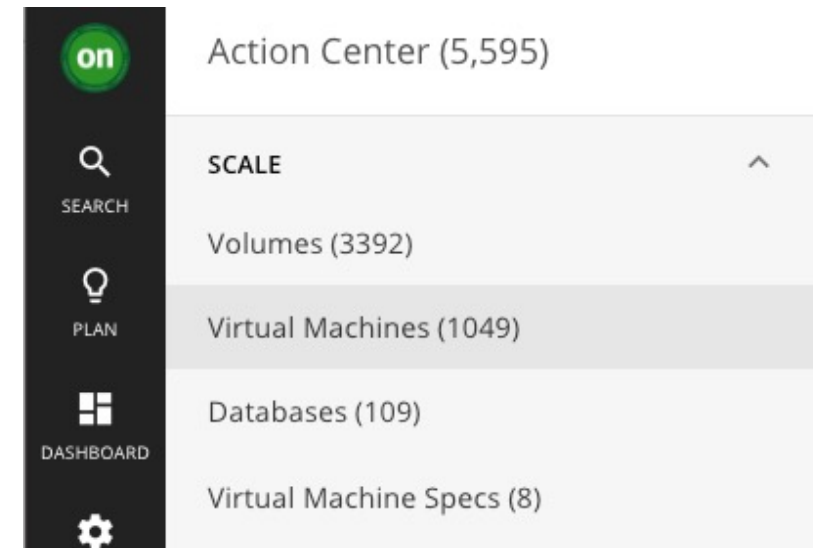 on
Action Center (5,595)
SEARCH
PLAN
DASHBOARD
SCALE
Volumes (3392)
Virtual Machines (1049)
Databases (109)
Virtual Machine Specs (8)